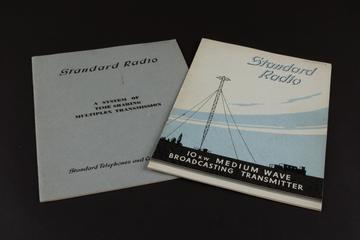 Standard Radio
A SYSTEM OF
TIME SHARING
MULTIPLEX TRANSMISSION
Standard Telephones and
Standard
Radio
10 KW MEDIUM WAVE
BROADCASTING TRANSMITTER